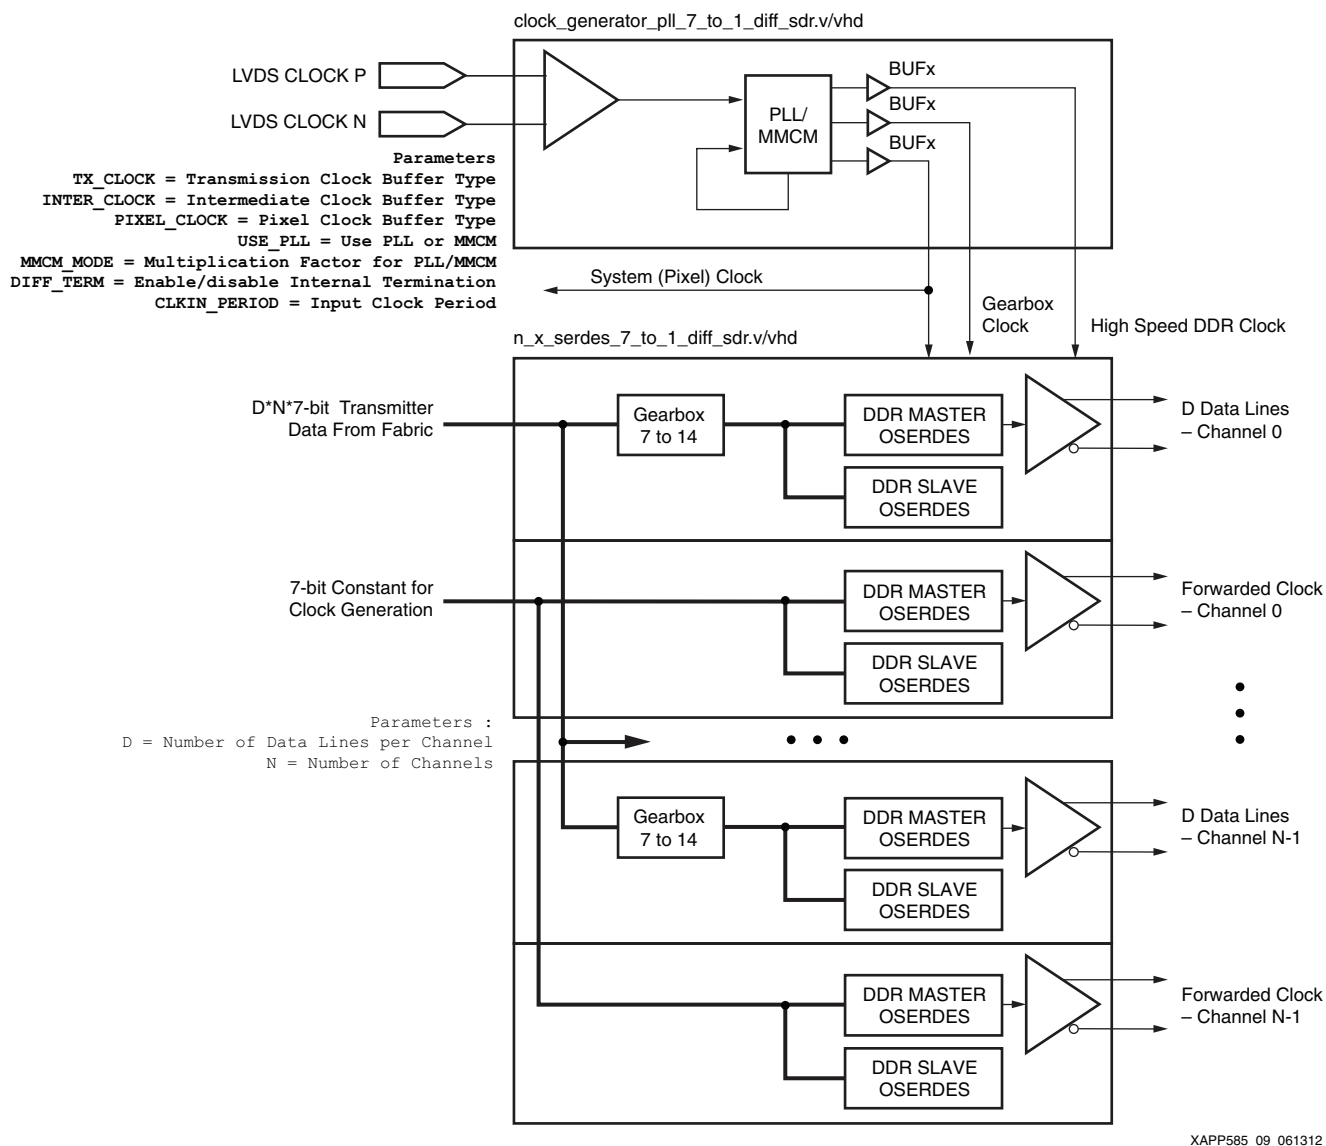 clock_generator_pll_7_to_1_diff_sdr.v/vhd
LVDS CLOCK P
LVDS CLOCK N
PLL/
MMCM
BUFx
BUFx
BUFx
Parameters
TX_CLOCK = Transmission Clock Buffer Type
INTER_CLOCK = Intermediate Clock Buffer Type
PIXEL_CLOCK = Pixel Clock Buffer Type
USE_PLL = Use PLL or MMCM
MMCM_MODE = Multiplication Factor for PLL/MMCM
DIFF_TERM = Enable/disable Internal Termination
CLKIN_PERIOD = Input Clock Period
System (Pixel) Clock
Gearbox
Clock
High Speed DDR Clock
n_x_serdes_7_to_1_diff_sdr.v/vhd
D*N*7-bit Transmitter
Data From Fabric
Gearbox
7 to 14
DDR MASTER
OSERDES
DDR SLAVE
OSERDES
D Data Lines
– Channel 0
7-bit Constant for
Clock Generation
DDR MASTER
OSERDES
DDR SLAVE
OSERDES
Forwarded Clock
– Channel 0
Parameters :
D = Number of Data Lines per Channel
N = Number of Channels
Gearbox
7 to 14
DDR MASTER
OSERDES
DDR SLAVE
OSERDES
D Data Lines
– Channel N-1
DDR MASTER
OSERDES
DDR SLAVE
OSERDES
Forwarded Clock
– Channel N-1
XAPP585_09_061312